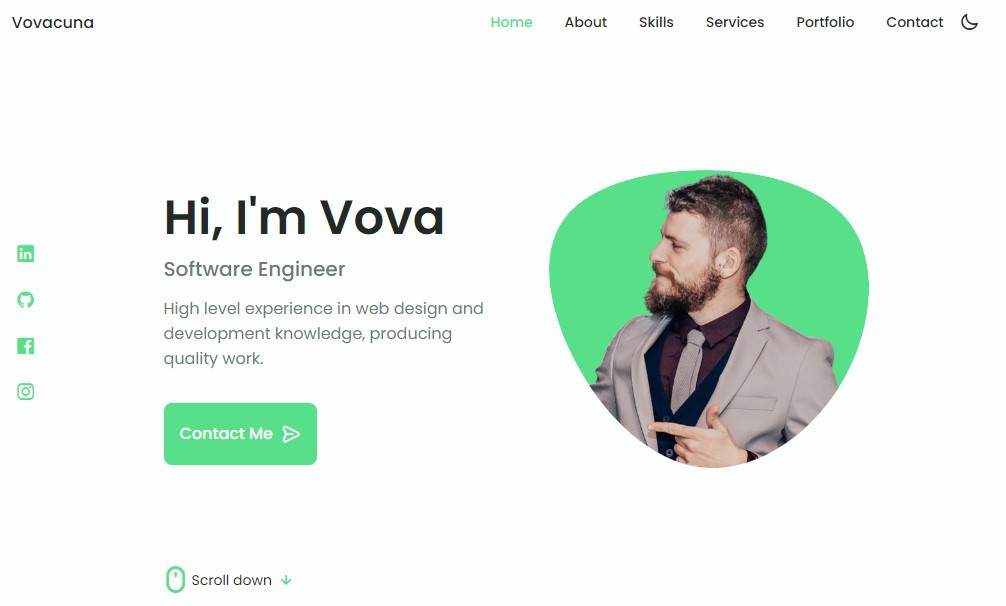 Vovacuna
Home About Skills Services Portfolio Contact
Hi, I'm Vova
Software Engineer
High level experience in web design and
development knowledge, producing
quality work.
Contact Me
Scroll down